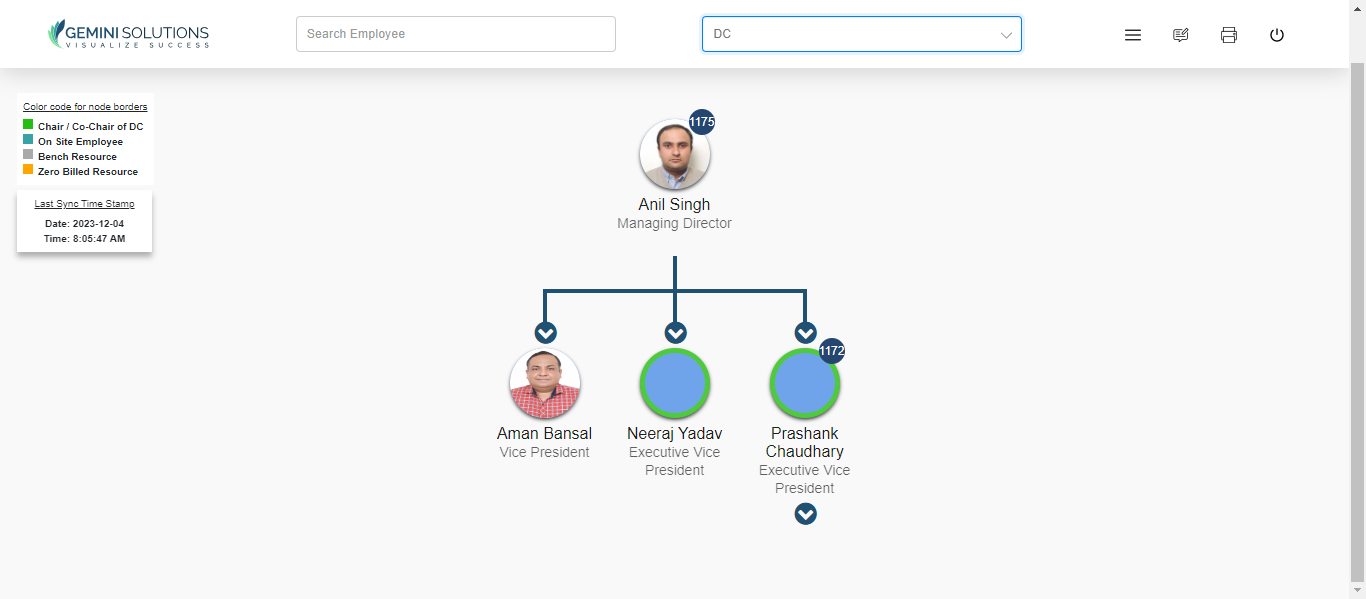 GEMINI SOLUTIONS
VISUALIZE SUCCESS
Search Employee
DC
Color code for node borders
Chair / Co-Chair of DC
On Site Employee
Bench Resource
Zero Billed Resource
Last Sync Time Stamp
Date: 2023-12-04
Time: 8:05:47 AM
1175
Anil Singh
Managing Director
Aman Bansal
Vice President
Neeraj Yadav
Executive Vice
President
1172
Prashank
Chaudhary
Executive Vice
President